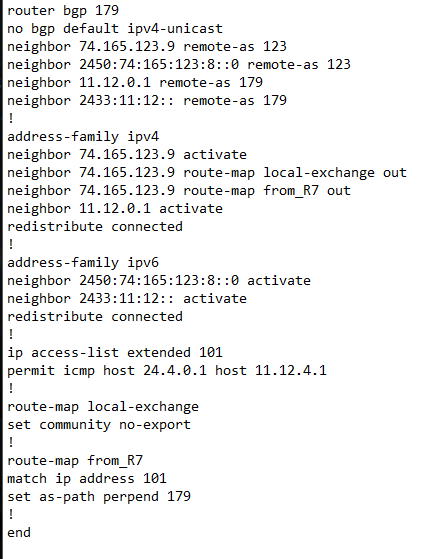 router bgp 179
no bgp default ipv4-unicast
neighbor 74.165.123.9 remote-as 123
neighbor 2450:74:165:123:8::0 remote-as 123
neighbor 11.12.0.1 remote-as 179
neighbor 2433:11:12:: remote-as 179
!
address-family ipv4
neighbor 74.165.123.9 activate
neighbor 74.165.123.9 route-map local-exchange out
neighbor 74.165.123.9 route-map from_R7 out
neighbor 11.12.0.1 activate
redistribute connected
!
address-family ipv6
neighbor 2450:74:165:123:8::0 activate
neighbor 2433:11:12:: activate
redistribute connected
!
ip access-list extended 101
permit icmp host 24.4.0.1 host 11.12.4.1
!
route-map local-exchange
set community no-export
!
route-map from_R7
match ip address 101
set as-path perpend 179
!
end